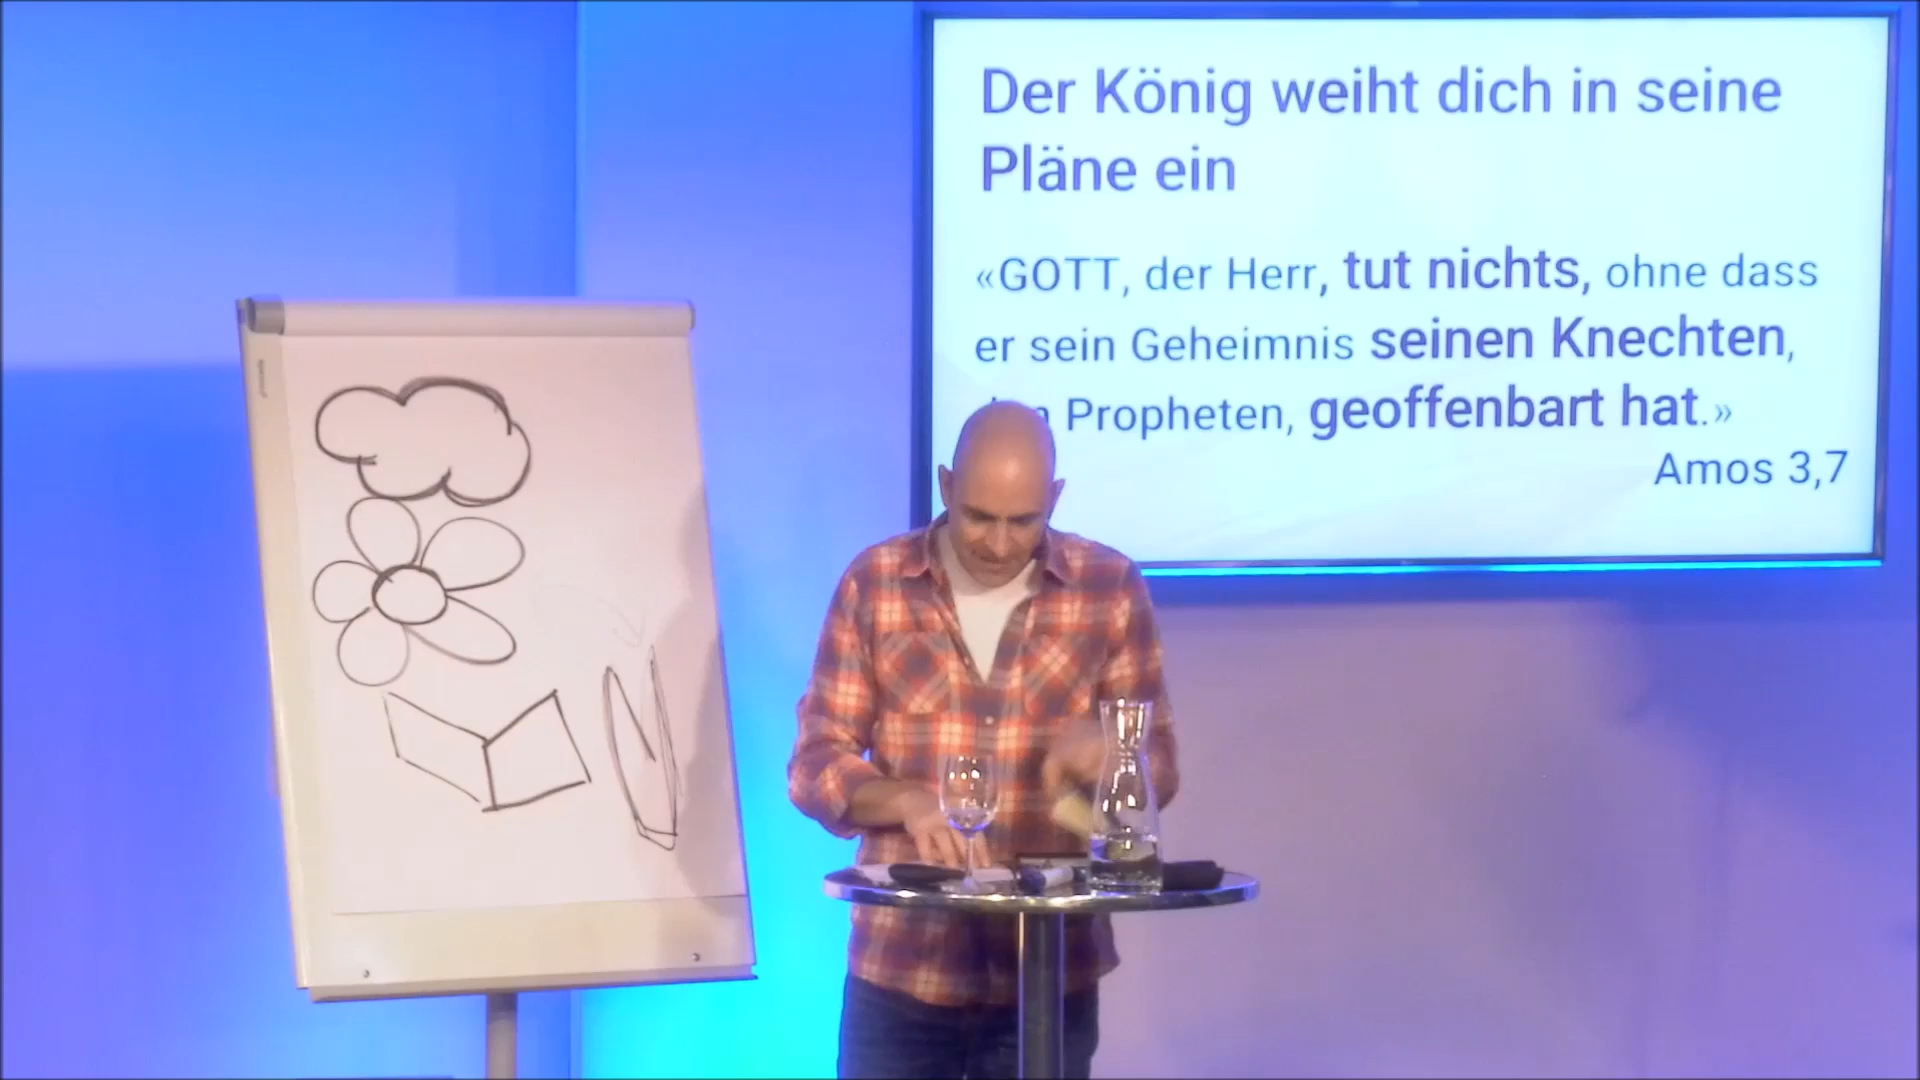 Der König weiht dich in seine
Pläne ein
«GOTT, der Herr, tut nichts, ohne dass
er sein Geheimnis seinen Knechten,
Propheten, geoffenbart hat.»
Amos 3,7